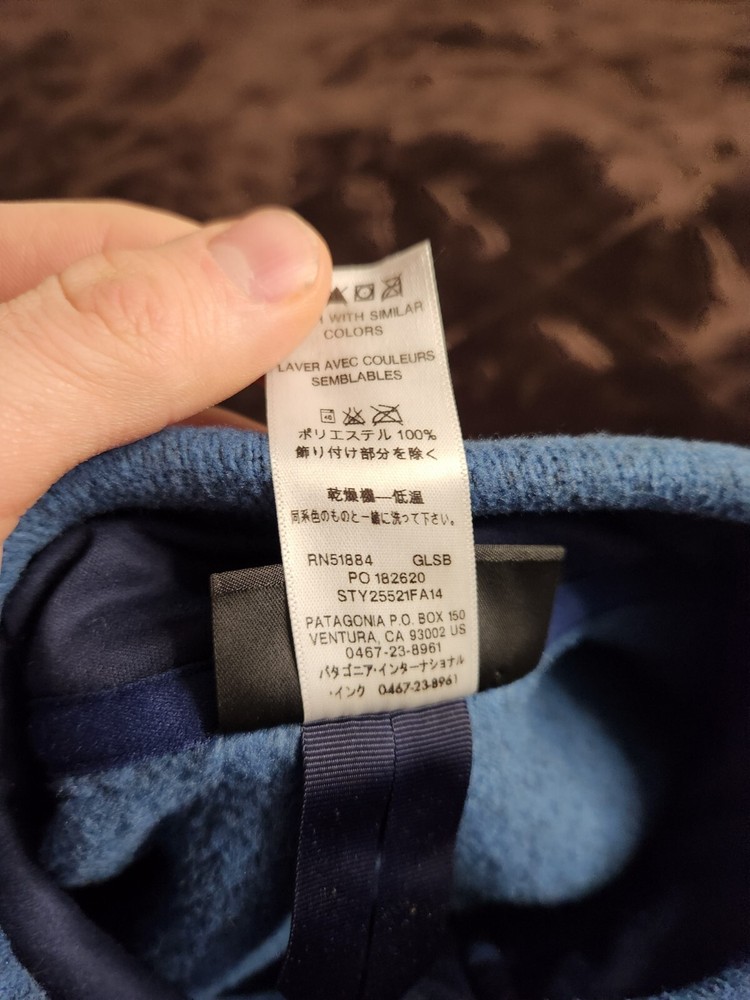 WITH SIMILAR
COLORS
LAVER AVEC COULEURS
SEMBLABLES
40
ポリエステル 100%
飾り付け部分を除く
乾燥機—低温
同系色のものと一緒に洗って下さい。
RN51884 GLSB
PO 182620
STY25521FA14
PATAGONIA P.O. BOX 150
VENTURA, CA 93002 US
0467-23-8961
パタゴニア・インターナショナル
・インク 0467-23-8961